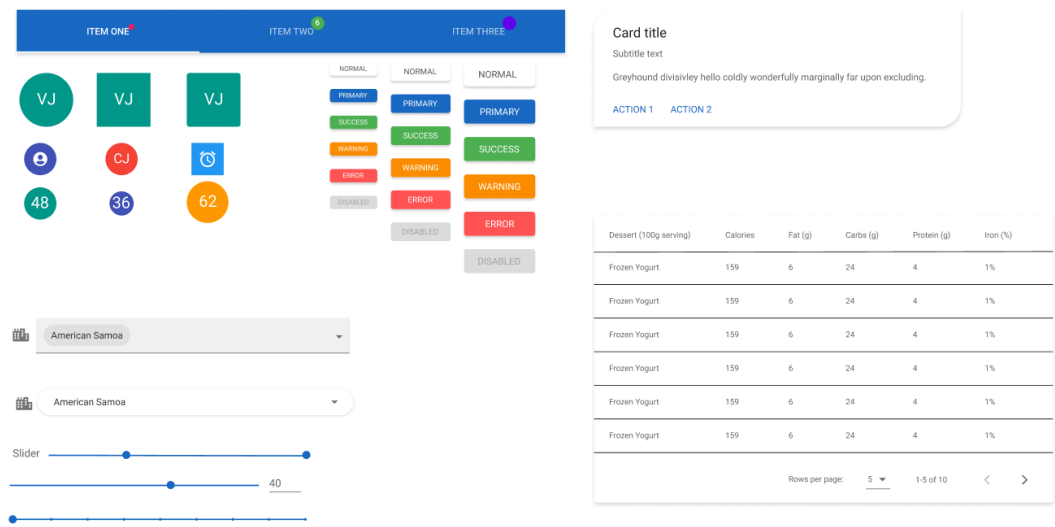 ITEM ONE
ITEM TWO 6
ITEM THREE
VJ VJ VJ
CJ
48 36 62
NORMAL
PRIMARY
SUCCESS
WARNING
ERROR
DISABLED
NORMAL
PRIMARY
SUCCESS
WARNING
ERROR
DISABLED
NORMAL
PRIMARY
SUCCESS
WARNING
ERROR
DISABLED
American Samoa
American Samoa
Slider
40
Card title
Subtitle text
Greyhound divisivley hello coldly wonderfully marginally far upon excluding.
ACTION 1 ACTION 2
Dessert (100g serving) Calories Fat (g) Carbs (g) Protein (g) Iron (%)
Frozen Yogurt 159 6 24 4 1%
Frozen Yogurt 159 6 24 4 1%
Frozen Yogurt 159 6 24 4 1%
Frozen Yogurt 159 6 24 4 1%
Frozen Yogurt 159 6 24 4 1%
Frozen Yogurt 159 6 24 4 1%
Rows per page: 5 1-5 of 10